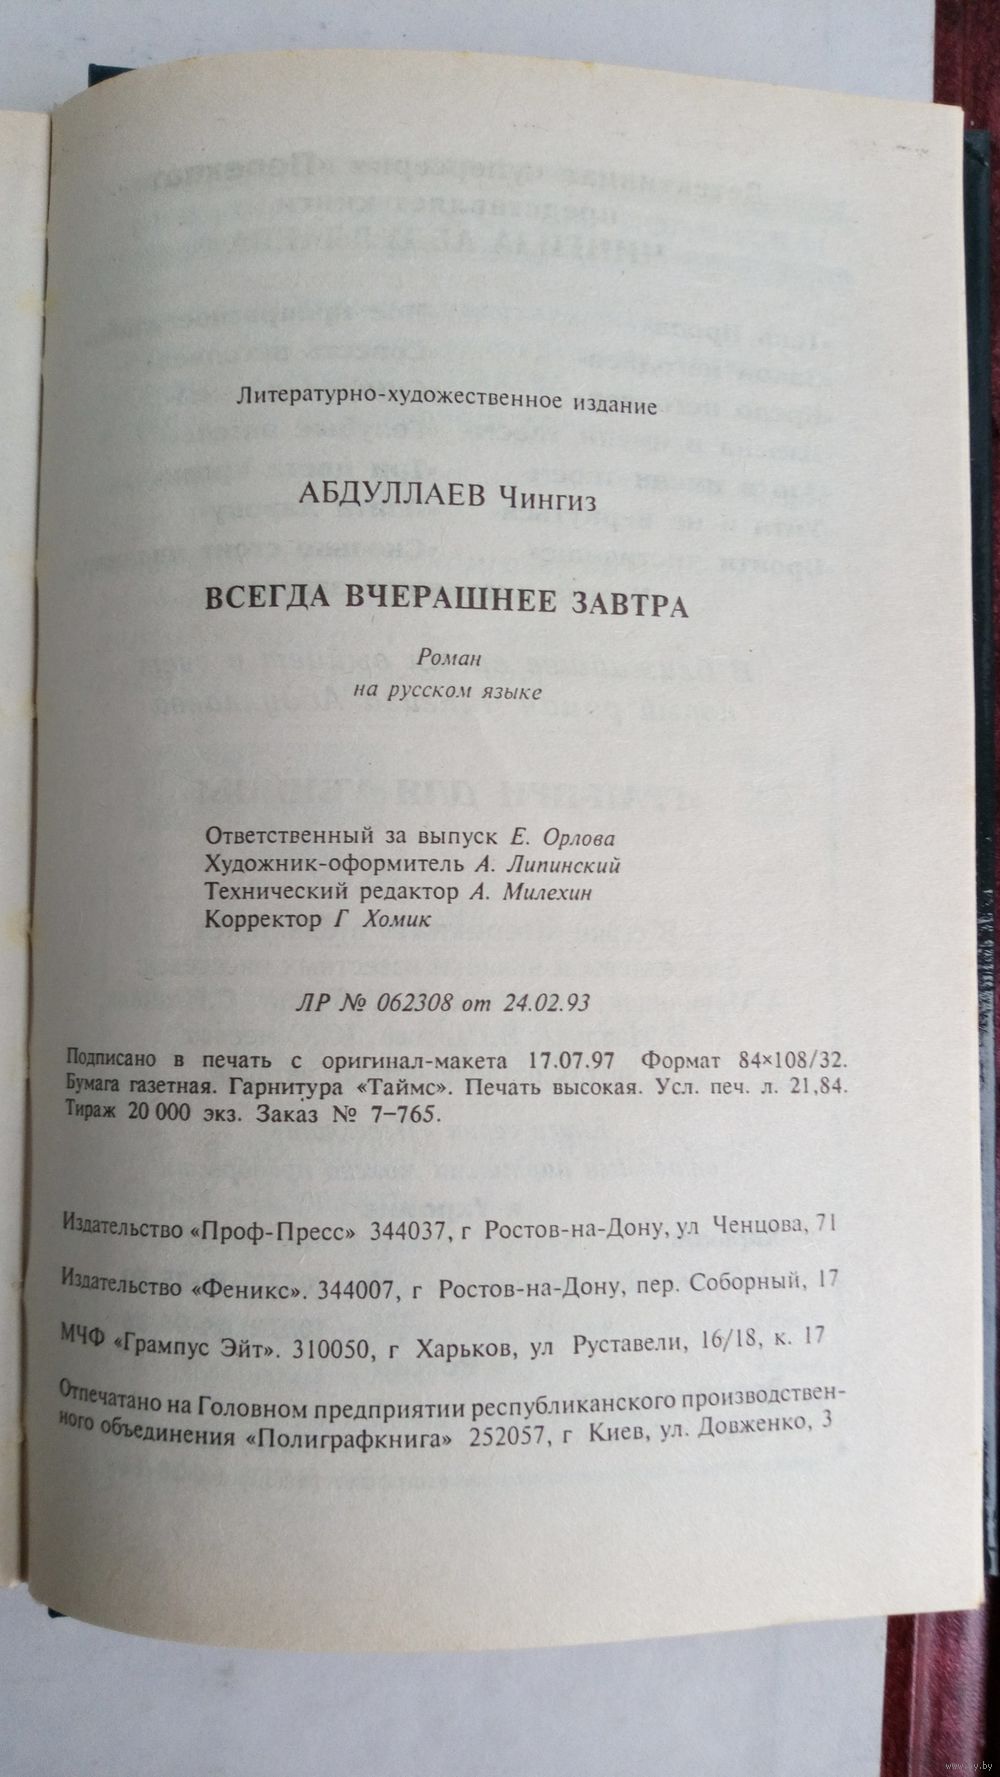 Литературно-художественное издание
АБДУЛЛАЕВ Чингиз
ВСЕГДА ВЧЕРАШНЕЕ ЗАВТРА
Роман
на русском языке
Ответственный за выпуск Е. Орлова
Художник-оформитель А. Липинский
Технический редактор А. Милехин
Корректор Г Хомик
ЛР № 062308 от 24.02.93
Подписано в печать с оригинал-макета 17.07.97 Формат 84×108/32.
Бумага газетная. Гарнитура «Таймс». Печать высокая. Усл. печ. л. 21,84.
Тираж 20 000 экз. Заказ № 7–765.
Издательство «Проф-Пресс» 344037, г Ростов-на-Дону, ул Ченцова, 71
Издательство «Феникс». 344007, г Ростов-на-Дону, пер. Соборный, 17
МЧФ «Грампус Эйт». 310050, г Харьков, ул Руставели, 16/18, к. 17
Отпечатано на Головном предприятии республиканского производствен-
ного объединения «Полиграфкнига» 252057, г Киев, ул. Довженко, 3